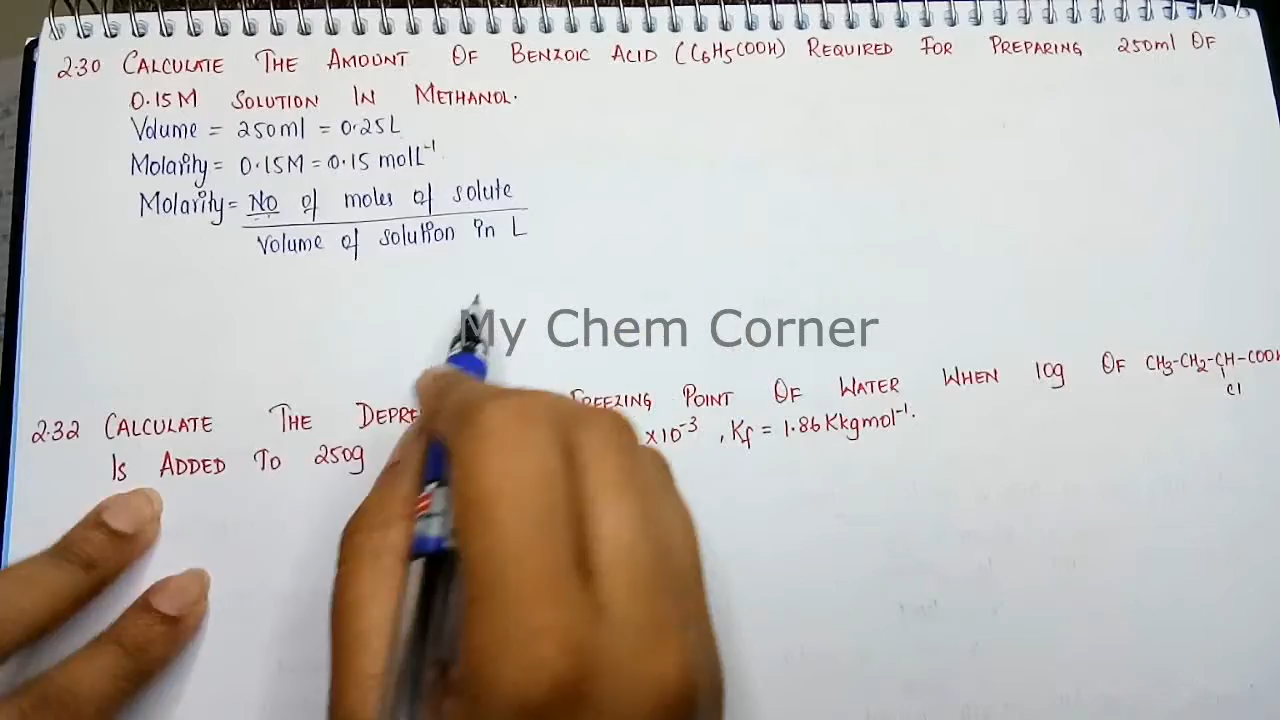 2.30 CALCULATE THE AMOUNT OF BENZOIC ACID (C6H5COOH) REQUIRED FOR PREPARING 250ml OF
0.15M SOLUTION IN METHANOL.
Volume = 250ml = 0.25L
Molarity = 0.15M = 0.15 molL⁻¹
Molarity = No of moles of solute
Volume of solution in L
My Chem Corner
2.32 CALCULATE THE DEPRE FREEZING POINT OF WATER WHEN 10g OF CH3-CH2-CH-COOH
Cl
IS ADDED TO 250g ×10⁻³, Kf = 1.86 Kkgmol⁻¹.